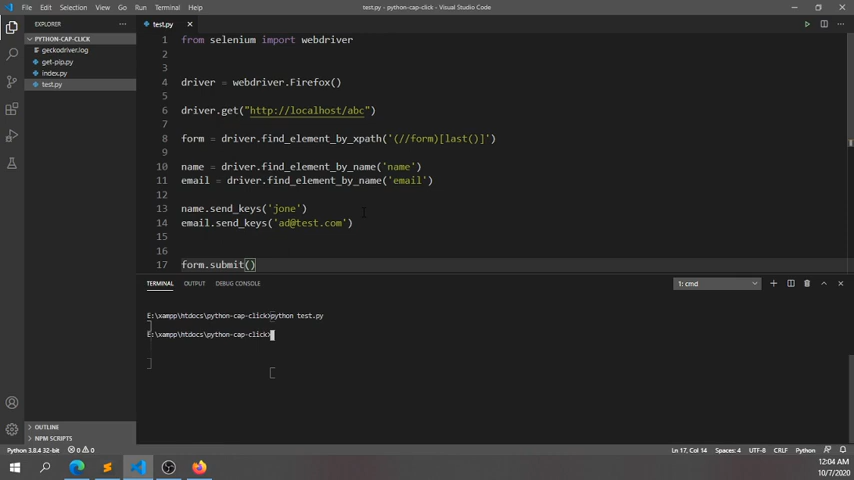 File Edit Selection View Go Run Terminal Help
test.py - python-cap-click - Visual Studio Code
EXPLORER
test.py
PYTHON-CAP-CLICK
geckodriver.log
get-pip.py
index.py
test.py
1 from selenium import webdriver
2
3
4 driver = webdriver.Firefox()
5
6 driver.get("http://localhost/abc")
7
8 form = driver.find_element_by_xpath('(//form)[last()]')
9
10 name = driver.find_element_by_name('name')
11 email = driver.find_element_by_name('email')
12
13 name.send_keys('jone')
14 email.send_keys('ad@test.com')
15
16
17 form.submit()
TERMINAL OUTPUT DEBUG CONSOLE
1: cmd
E:\xampp\htdocs\python-cap-click>python test.py
E:\xampp\htdocs\python-cap-click>
OUTLINE
NPM SCRIPTS
Python 3.8.4 32-bit 0 0
Ln 17, Col 14 Spaces: 4 UTF-8 CRLF Python
12:04 AM
10/7/2020